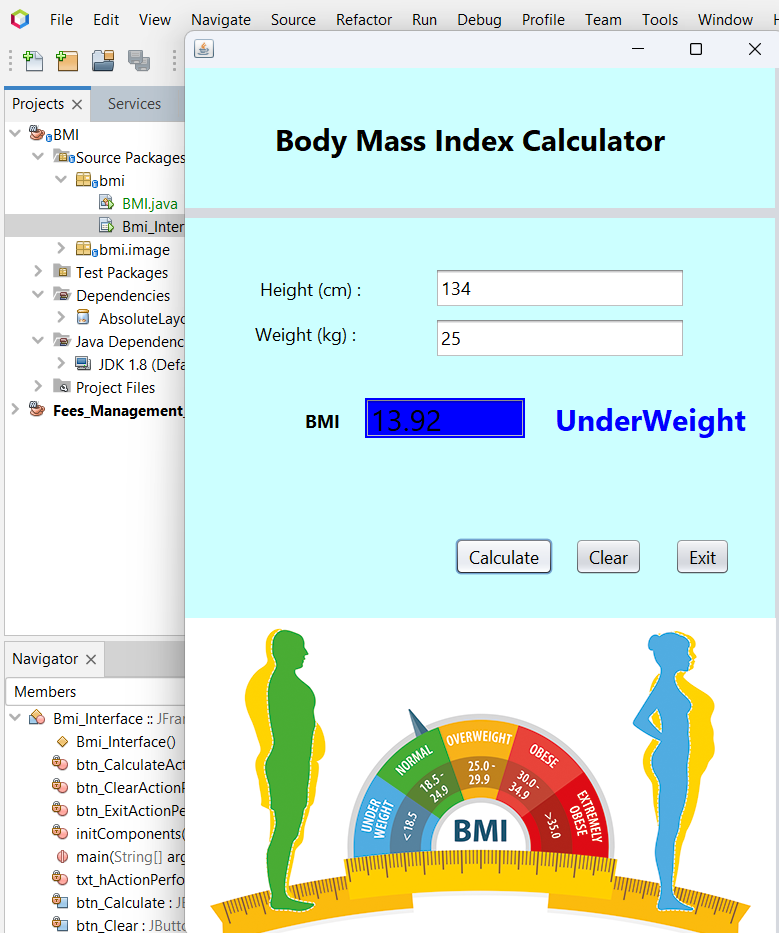 File Edit View Navigate Source Refactor Run Debug Profile Team Tools Window
Projects Services
BMI
Source Packages
bmi
BMI.java
Bmi_Inter
bmi.image
Test Packages
Dependencies
AbsoluteLayo
Java Dependenc
JDK 1.8 (Defa
Project Files
Fees_Management_
Body Mass Index Calculator
Height (cm) : 134
Weight (kg) : 25
BMI 13.92 UnderWeight
Calculate Clear Exit
Navigator
Members
Bmi_Interface :: JFra
Bmi_Interface()
btn_CalculateAct
btn_ClearActionP
btn_ExitActionPe
initComponents(
main(String[] arg
txt_hActionPerfo
btn_Calculate : JB
btn_Clear : JButto
UNDER
WEIGHT
< 18.5
NORMAL
18.5 -
24.9
OVERWEIGHT
25.0 -
29.9
OBESE
30.0 -
34.9
EXTREMELY
OBESE
>35.0
BMI